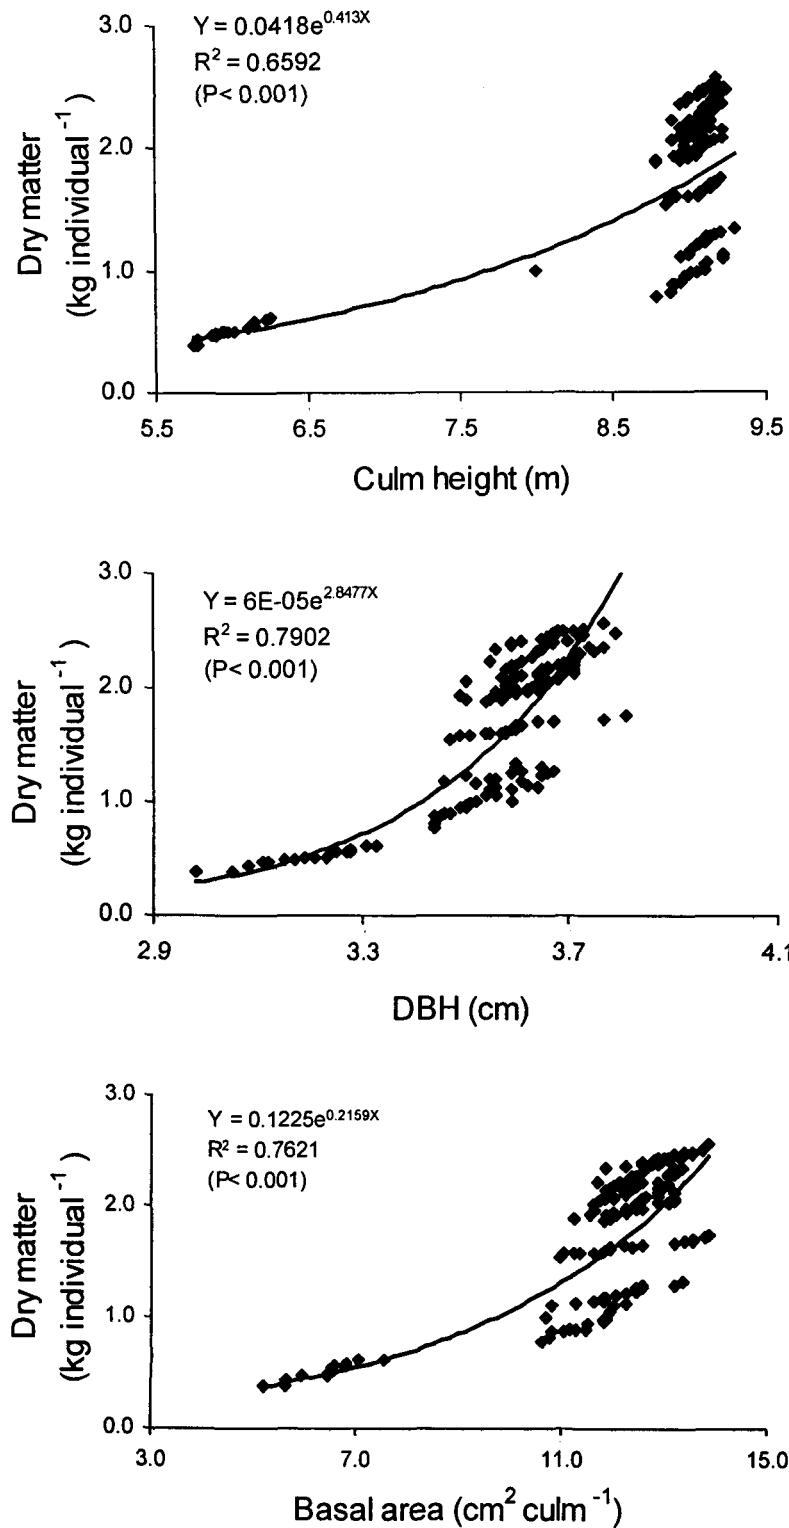 Y = 0.0418e^0.413X
R² = 0.6592
(P< 0.001)
3.0
2.0
1.0
0.0
Dry matter
(kg individual⁻¹)
5.5 6.5 7.5 8.5 9.5
Culm height (m)
Y = 6E-05e^2.8477X
R² = 0.7902
(P< 0.001)
3.0
2.0
1.0
0.0
Dry matter
(kg individual⁻¹)
2.9 3.3 3.7 4.1
DBH (cm)
Y = 0.1225e^0.2159X
R² = 0.7621
(P< 0.001)
3.0
2.0
1.0
0.0
Dry matter
(kg individual⁻¹)
3.0 7.0 11.0 15.0
Basal area (cm² culm⁻¹)